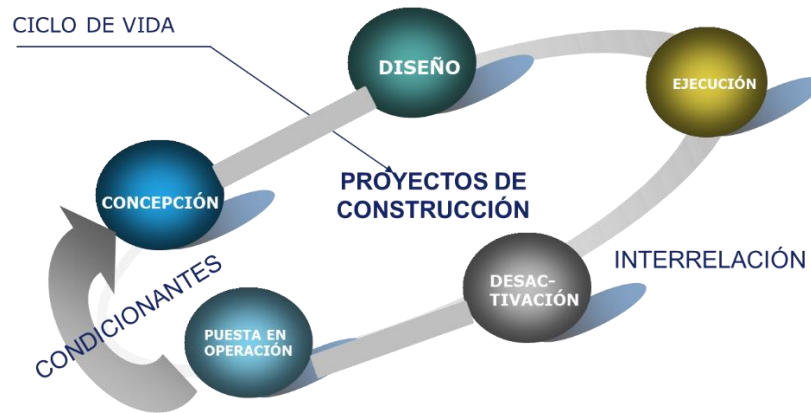 CICLO DE VIDA
DISEÑO
EJECUCIÓN
CONCEPCIÓN
PROYECTOS DE
CONSTRUCCIÓN
DESAC-
TIVACIÓN
INTERRELACIÓN
CONDICIONANTES
PUESTA EN
OPERACIÓN